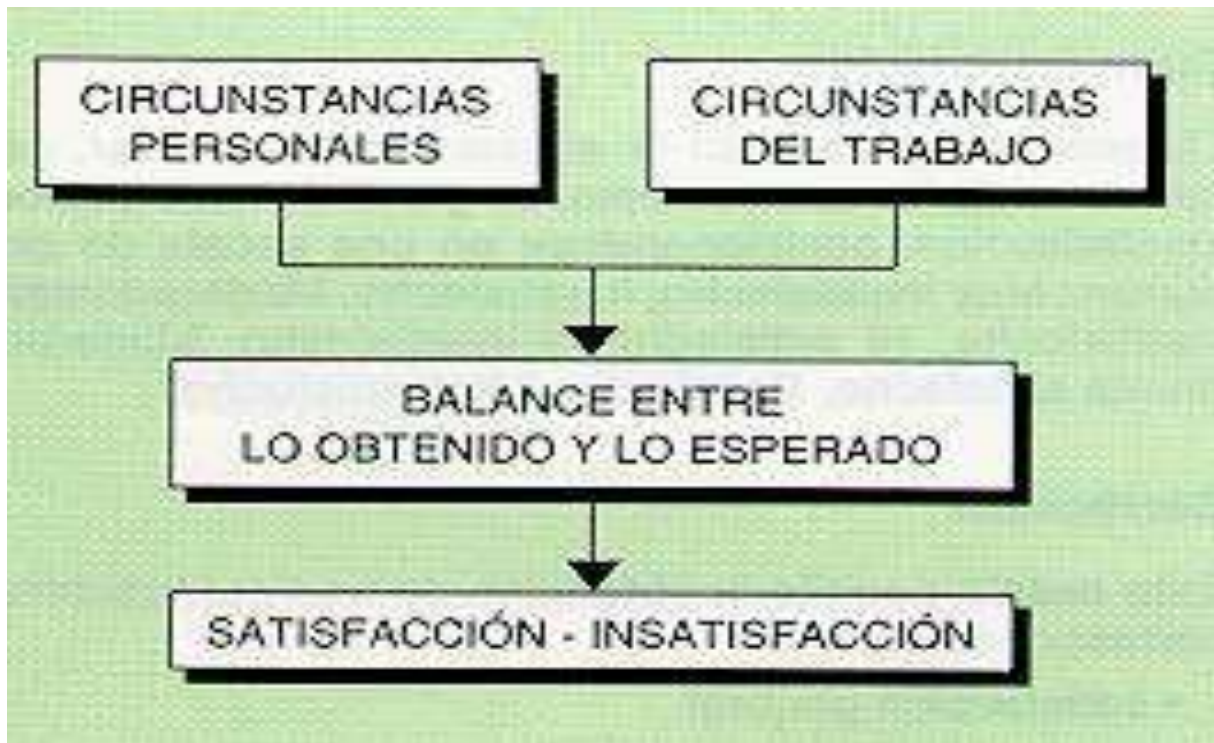 CIRCUNSTANCIAS
PERSONALES
CIRCUNSTANCIAS
DEL TRABAJO
BALANCE ENTRE
LO OBTENIDO Y LO ESPERADO
SATISFACCIÓN - INSATISFACCIÓN